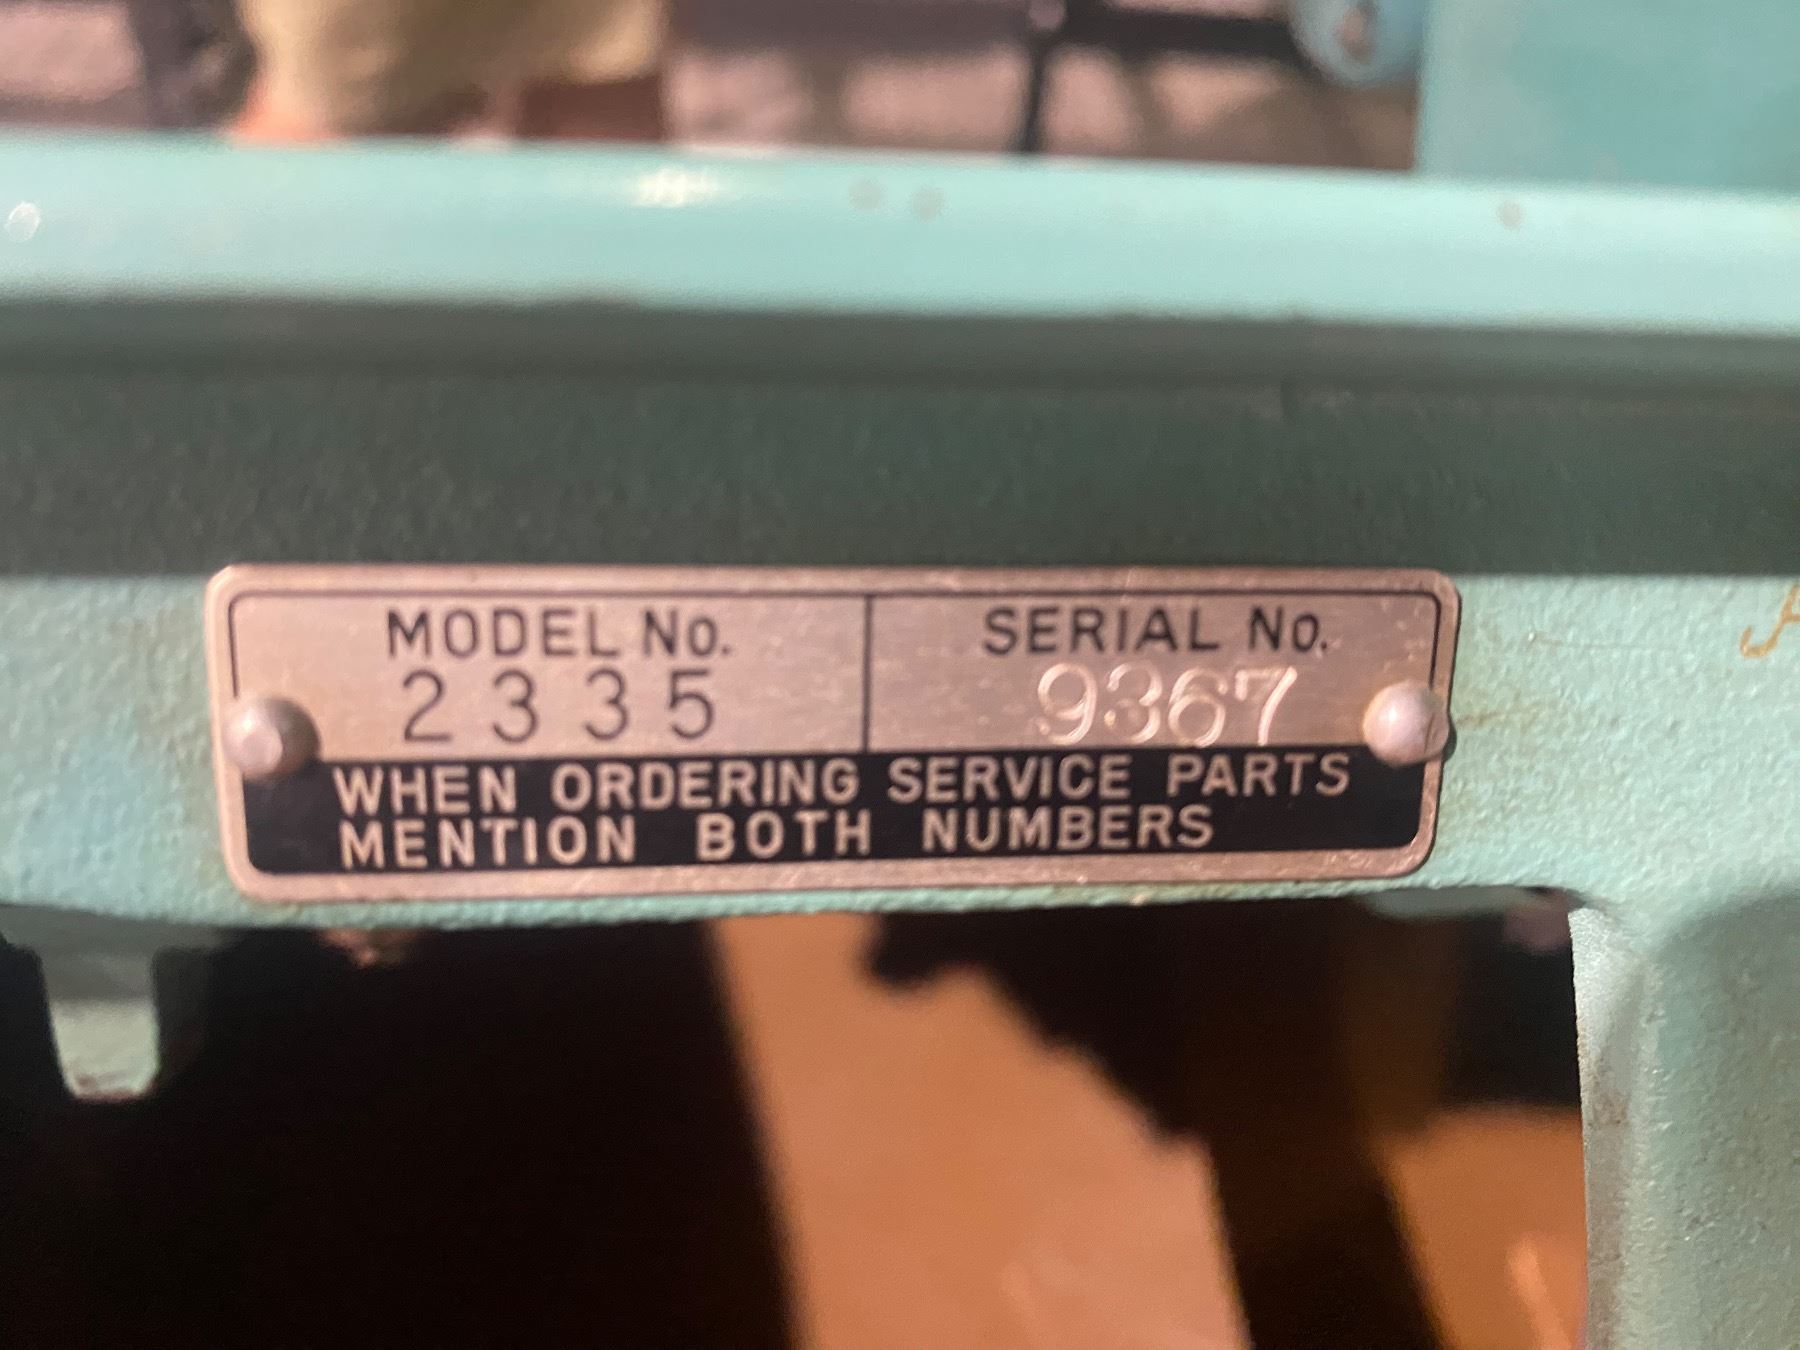 MODEL No. SERIAL No.
2335 9367
WHEN ORDERING SERVICE PARTS
MENTION BOTH NUMBERS